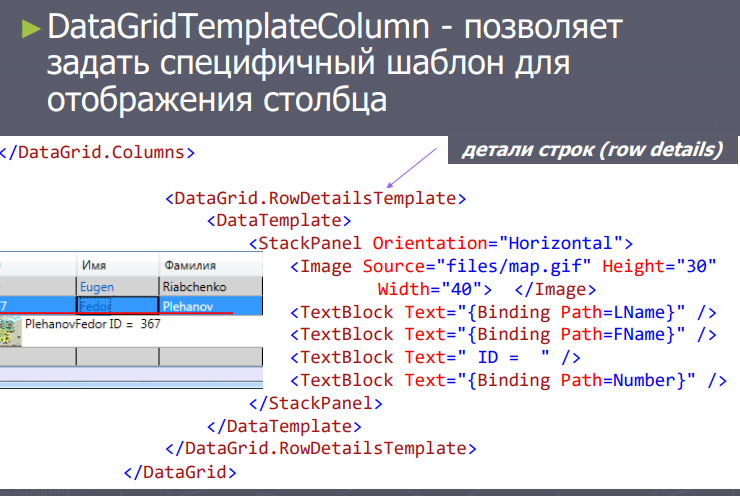 ►DataGridTemplateColumn - позволяет
задать специфичный шаблон для
отображения столбца
детали строк (row details)
</DataGrid.Columns>
<DataGrid.RowDetailsTemplate>
<DataTemplate>
<StackPanel Orientation="Horizontal">
<Image Source="files/map.gif" Height="30"
Width="40"> </Image>
<TextBlock Text="{Binding Path=LName}" />
<TextBlock Text="{Binding Path=FName}" />
<TextBlock Text=" ID =  " />
<TextBlock Text="{Binding Path=Number}" />
</StackPanel>
</DataTemplate>
</DataGrid.RowDetailsTemplate>
</DataGrid>
Имя Фамилия
Eugen Riabchenko
7 Fedor Plehanov
PlehanovFedor ID = 367